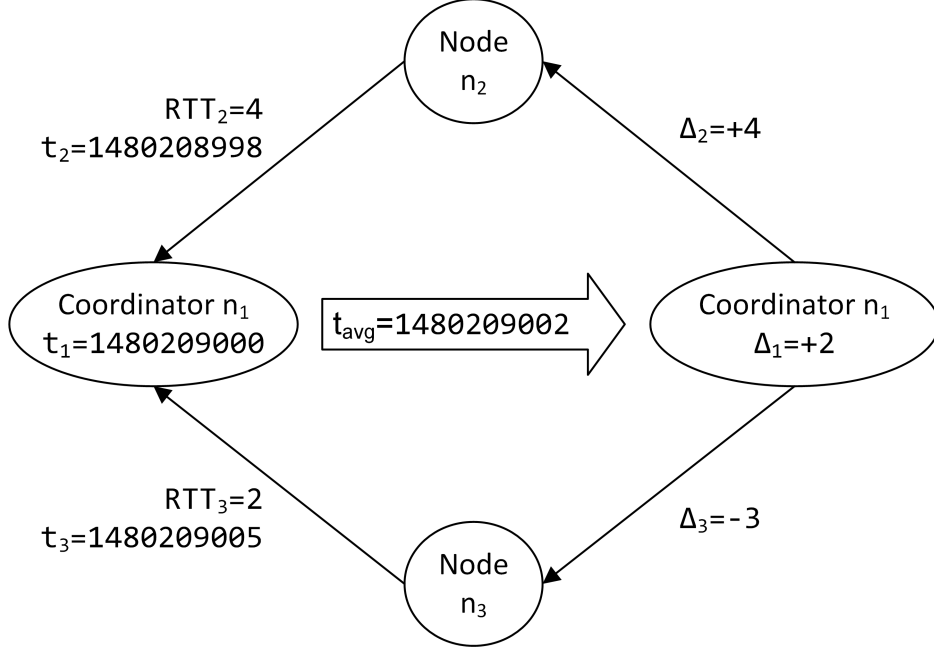 Node
n₂
RTT₂=4
t₂=1480208998
Δ₂=+4
Coordinator n₁
t₁=1480209000
tavg=1480209002
Coordinator n₁
Δ₁=+2
RTT₃=2
t₃=1480209005
Δ₃=-3
Node
n₃